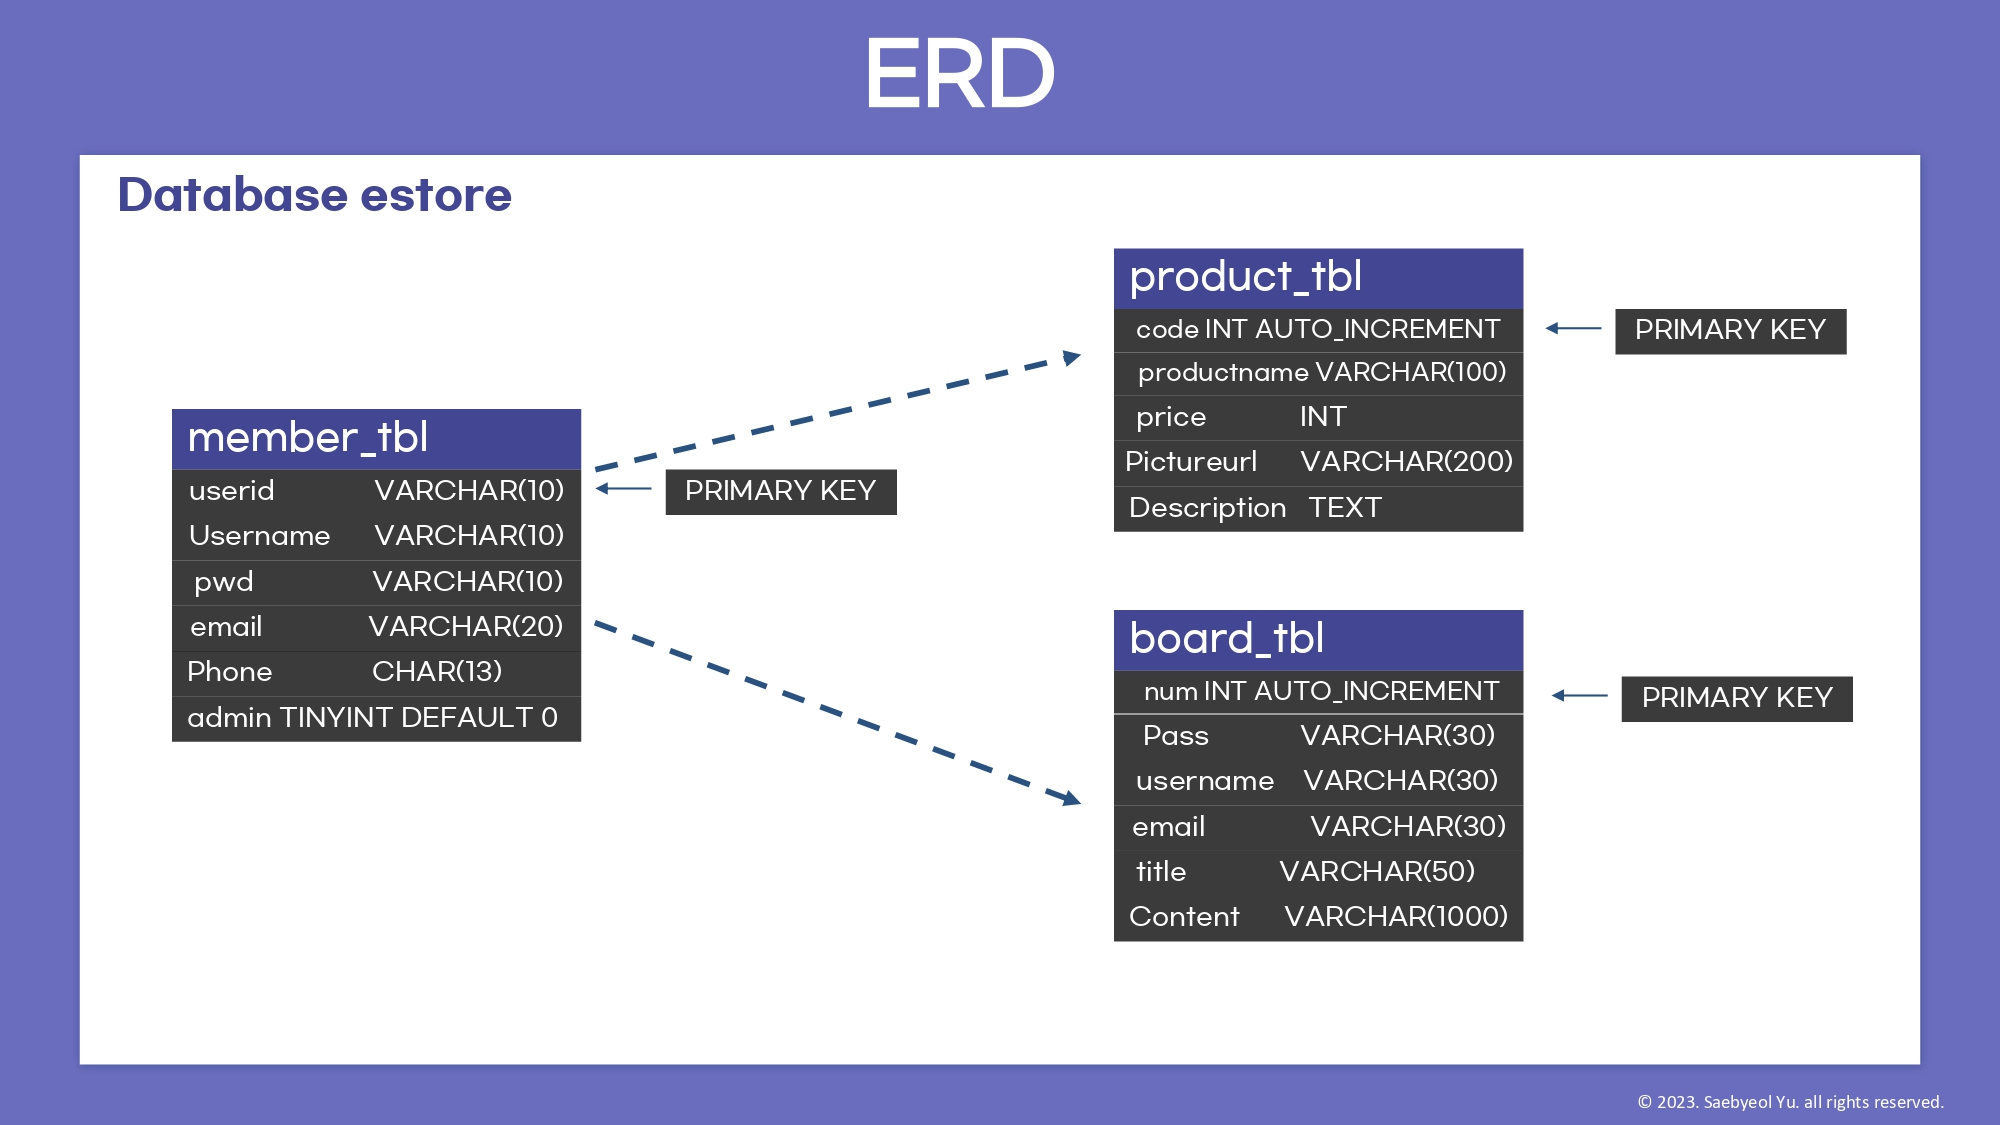 ERD
Database estore
member_tbl
userid VARCHAR(10)
Username VARCHAR(10)
pwd VARCHAR(10)
email VARCHAR(20)
Phone CHAR(13)
admin TINYINT DEFAULT 0
PRIMARY KEY
product_tbl
code INT AUTO_INCREMENT
productname VARCHAR(100)
price INT
Pictureurl VARCHAR(200)
Description TEXT
PRIMARY KEY
board_tbl
num INT AUTO_INCREMENT
Pass VARCHAR(30)
username VARCHAR(30)
email VARCHAR(30)
title VARCHAR(50)
Content VARCHAR(1000)
PRIMARY KEY
© 2023. Saebyeol Yu. all rights reserved.